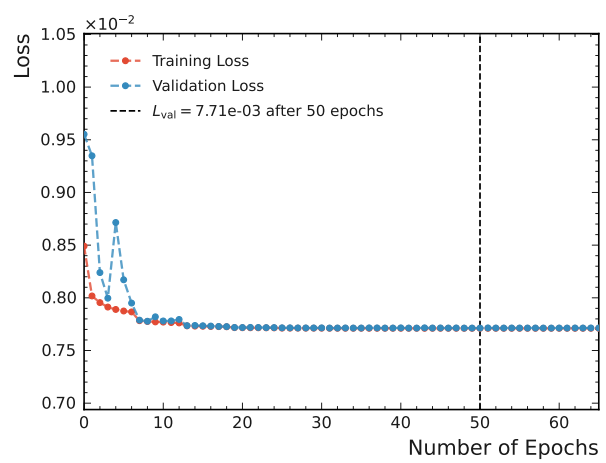 ×10⁻²
Loss
1.05
1.00
0.95
0.90
0.85
0.80
0.75
0.70
Training Loss
Validation Loss
L_val = 7.71e-03 after 50 epochs
0 10 20 30 40 50 60
Number of Epochs